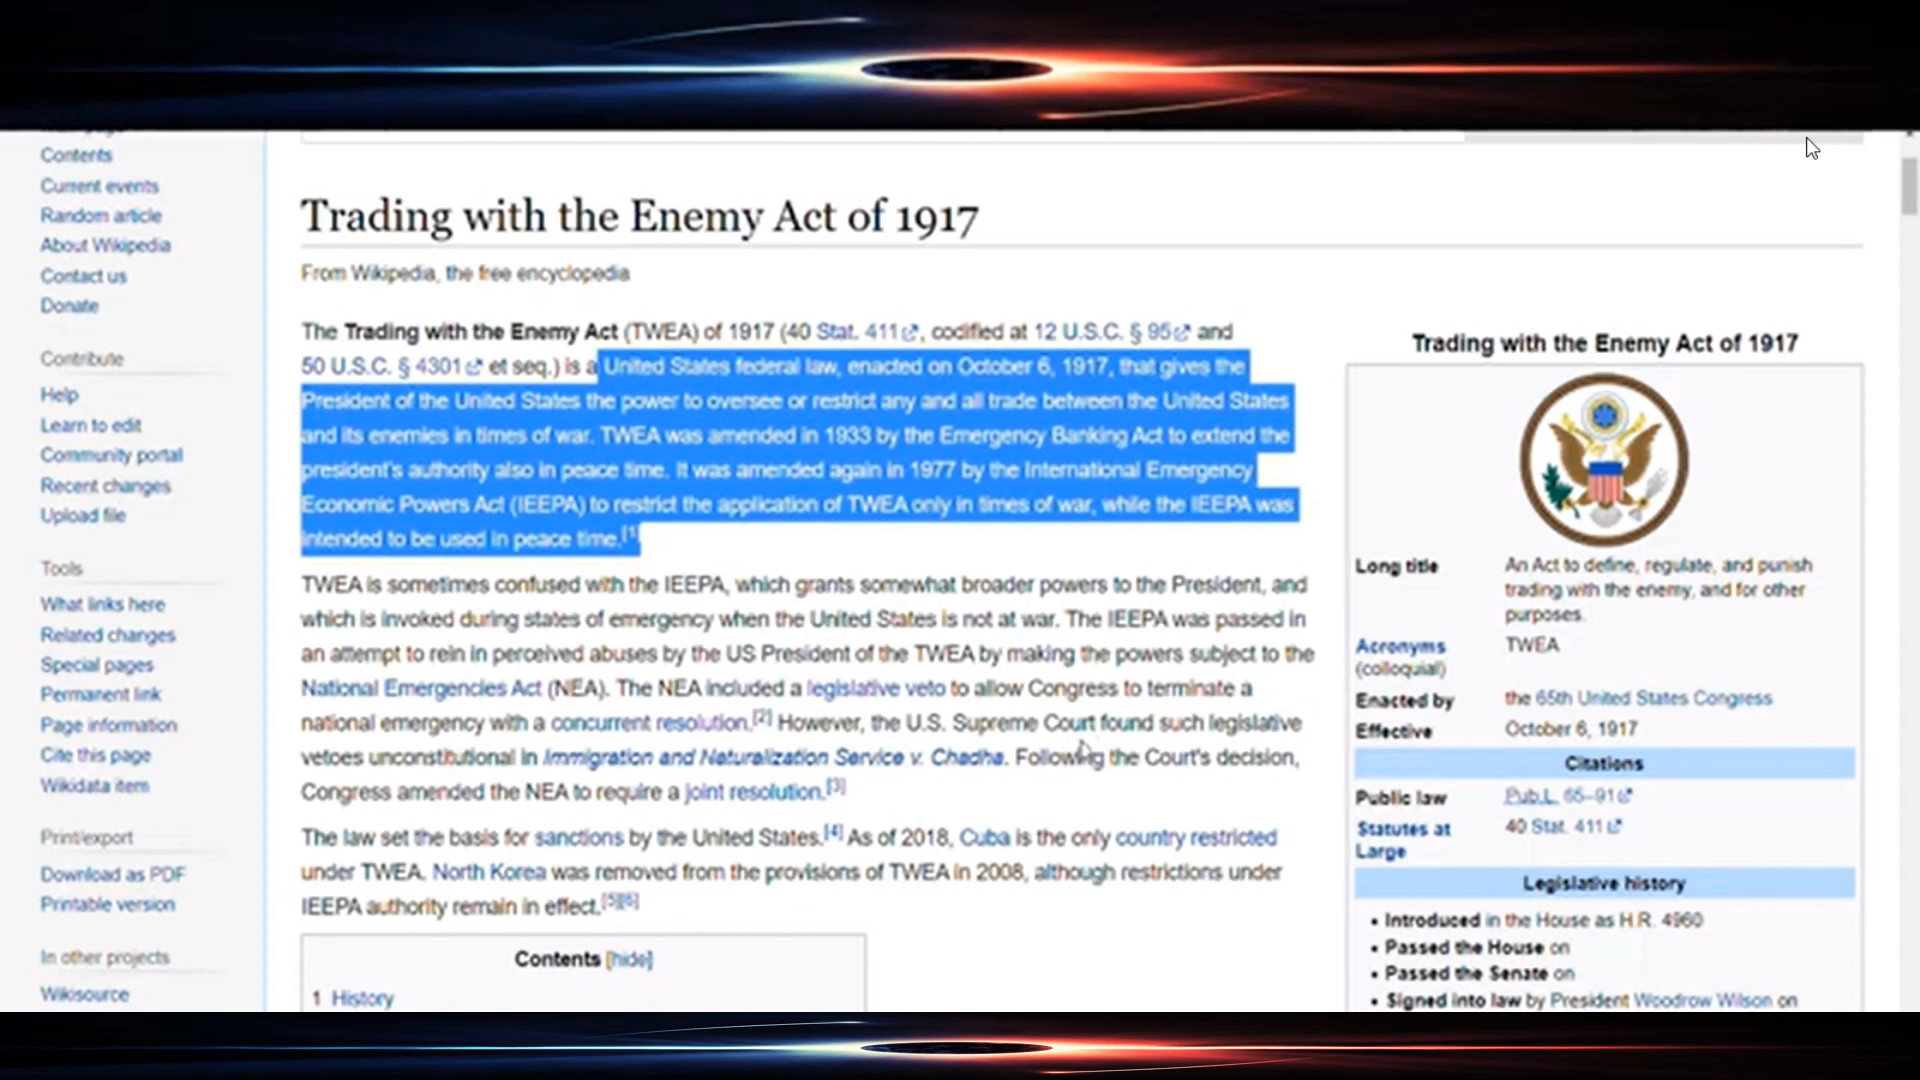 Contents
Current events
Random article
About Wikipedia
Contact us
Donate
Contribute
Help
Learn to edit
Community portal
Recent changes
Upload file
Tools
What links here
Related changes
Special pages
Permanent link
Page information
Cite this page
Wikidata item
Print/export
Download as PDF
Printable version
In other projects
Wikisource
Trading with the Enemy Act of 1917
From Wikipedia, the free encyclopedia
The Trading with the Enemy Act (TWEA) of 1917 (40 Stat. 411, codified at 12 U.S.C. § 95 and
50 U.S.C. § 4301 et seq.) is a United States federal law, enacted on October 6, 1917, that gives the
President of the United States the power to oversee or restrict any and all trade between the United States
and its enemies in times of war. TWEA was amended in 1933 by the Emergency Banking Act to extend the
president's authority also in peace time. It was amended again in 1977 by the International Emergency
Economic Powers Act (IEEPA) to restrict the application of TWEA only in times of war, while the IEEPA was
intended to be used in peace time.[1]
TWEA is sometimes confused with the IEEPA, which grants somewhat broader powers to the President, and
which is invoked during states of emergency when the United States is not at war. The IEEPA was passed in
an attempt to rein in perceived abuses by the US President of the TWEA by making the powers subject to the
National Emergencies Act (NEA). The NEA included a legislative veto to allow Congress to terminate a
national emergency with a concurrent resolution.[2] However, the U.S. Supreme Court found such legislative
vetoes unconstitutional in Immigration and Naturalization Service v. Chadha. Following the Court's decision,
Congress amended the NEA to require a joint resolution.[3]
The law set the basis for sanctions by the United States.[4] As of 2018, Cuba is the only country restricted
under TWEA. North Korea was removed from the provisions of TWEA in 2008, although restrictions under
IEEPA authority remain in effect.[5][6]
Contents [hide]
1 History
Trading with the Enemy Act of 1917
Long title An Act to define, regulate, and punish
trading with the enemy, and for other
purposes.
Acronyms TWEA
(colloquial)
Enacted by the 65th United States Congress
Effective October 6, 1917
Citations
Public law Pub.L. 65–91
Statutes at 40 Stat. 411
Large
Legislative history
• Introduced in the House as H.R. 4960
• Passed the House on
• Passed the Senate on
• Signed into law by President Woodrow Wilson on